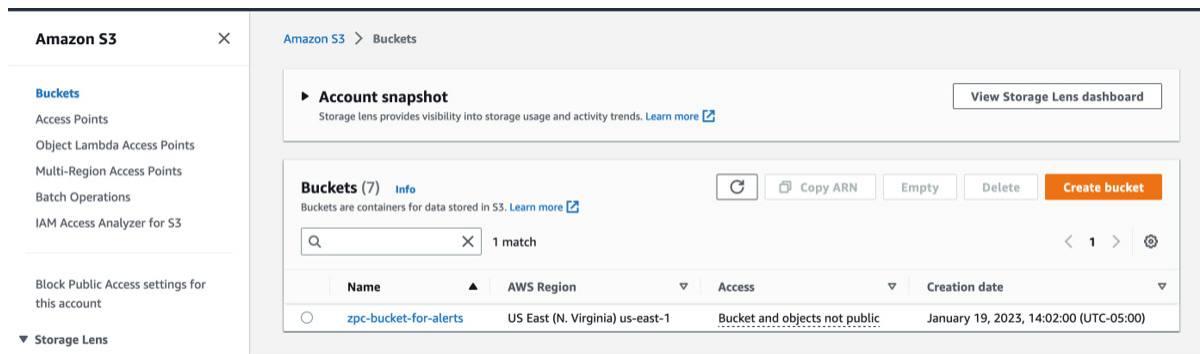 Amazon S3
Buckets
Access Points
Object Lambda Access Points
Multi-Region Access Points
Batch Operations
IAM Access Analyzer for S3
Block Public Access settings for
this account
Storage Lens
Amazon S3 > Buckets
Account snapshot
Storage lens provides visibility into storage usage and activity trends. Learn more
View Storage Lens dashboard
Buckets (7) Info
Buckets are containers for data stored in S3. Learn more
Copy ARN Empty Delete Create bucket
1 match
1
Name AWS Region Access Creation date
zpc-bucket-for-alerts US East (N. Virginia) us-east-1 Bucket and objects not public January 19, 2023, 14:02:00 (UTC-05:00)